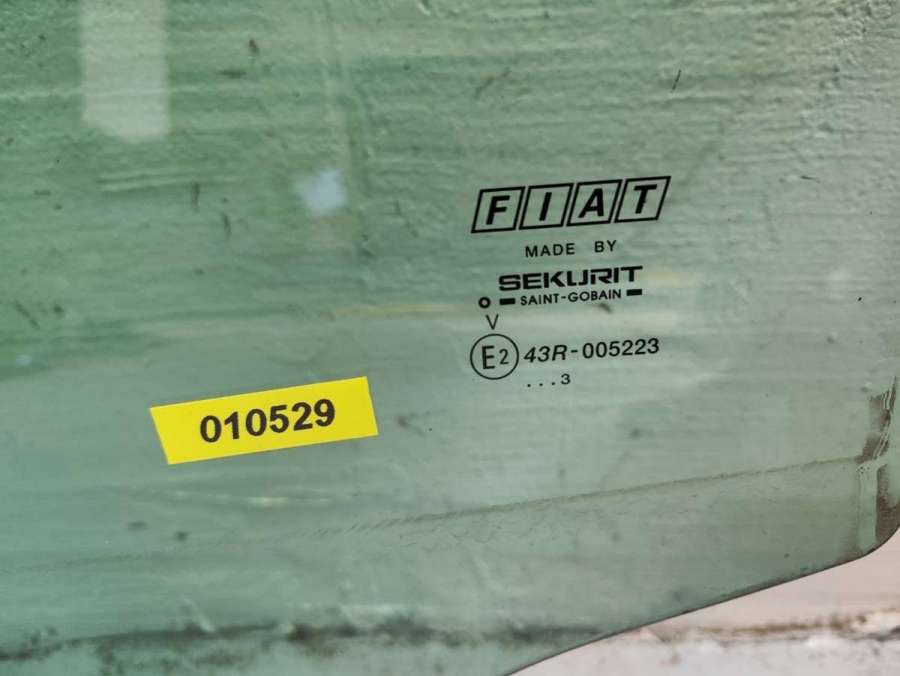 FIAT
MADE BY
SEKURIT
SAINT-GOBAIN
V
E2 43R-005223
...3
010529